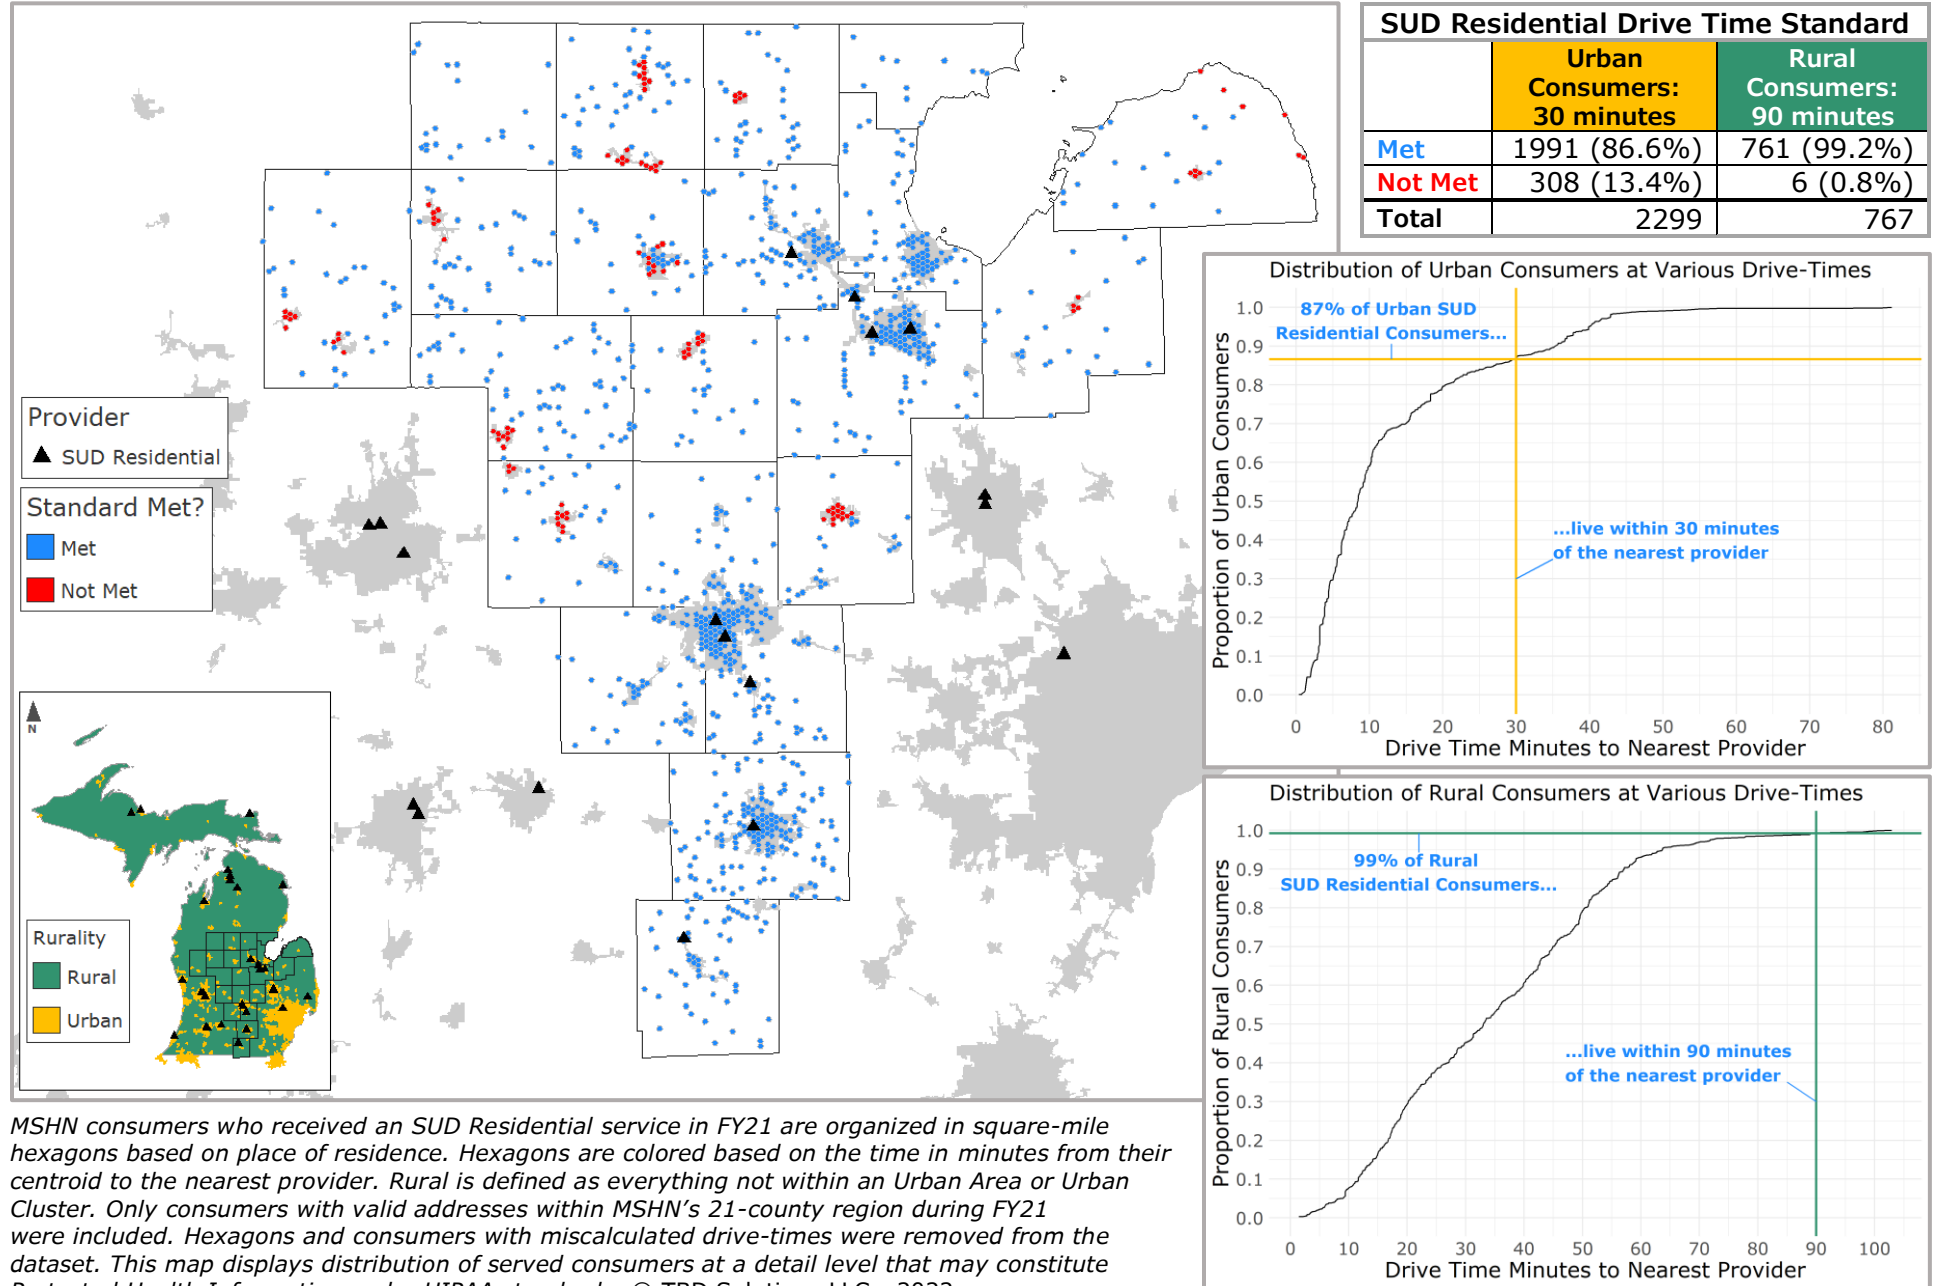 SUD Residential Drive Time Standard
Urban Consumers: 30 minutes
Rural Consumers: 90 minutes
Met 1991 (86.6%) 761 (99.2%)
Not Met 308 (13.4%) 6 (0.8%)
Total 2299 767
Provider
SUD Residential
Standard Met?
Met
Not Met
N
Rurality
Rural
Urban
Distribution of Urban Consumers at Various Drive-Times
87% of Urban SUD
Residential Consumers...
...live within 30 minutes
of the nearest provider
Proportion of Urban Consumers
1.0
0.9
0.8
0.7
0.6
0.5
0.4
0.3
0.2
0.1
0.0
0 10 20 30 40 50 60 70 80
Drive Time Minutes to Nearest Provider
Distribution of Rural Consumers at Various Drive-Times
99% of Rural
SUD Residential Consumers...
...live within 90 minutes
of the nearest provider
Proportion of Rural Consumers
1.0
0.9
0.8
0.7
0.6
0.5
0.4
0.3
0.2
0.1
0.0
0 10 20 30 40 50 60 70 80 90 100
Drive Time Minutes to Nearest Provider
MSHN consumers who received an SUD Residential service in FY21 are organized in square-mile
hexagons based on place of residence. Hexagons are colored based on the time in minutes from their
centroid to the nearest provider. Rural is defined as everything not within an Urban Area or Urban
Cluster. Only consumers with valid addresses within MSHN's 21-county region during FY21
were included. Hexagons and consumers with miscalculated drive-times were removed from the
dataset. This map displays distribution of served consumers at a detail level that may constitute